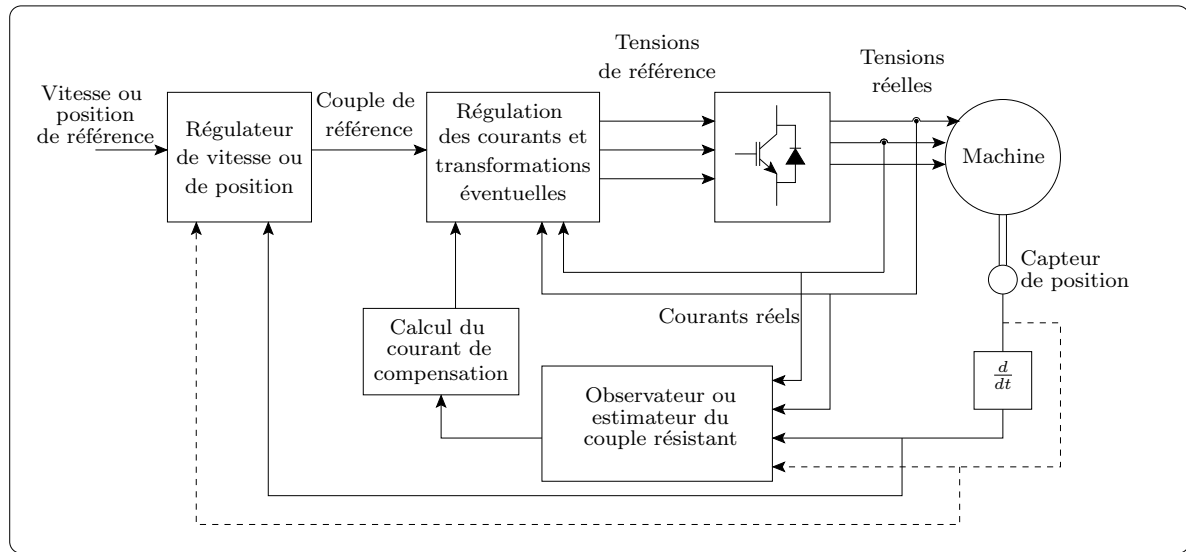 Vitesse ou
position
de référence
Régulateur
de vitesse ou
de position
Couple de
référence
Régulation
des courants et
transformations
éventuelles
Tensions
de référence
Tensions
réelles
Machine
Capteur
de position
d
dt
Courants réels
Calcul du
courant de
compensation
Observateur ou
estimateur du
couple résistant